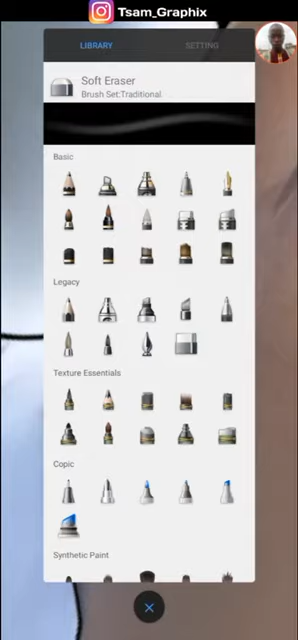 Tsam_Graphix
LIBRARY
SETTING
Soft Eraser
Brush Set:Traditional.
Basic
Legacy
Texture Essentials
Copic
Synthetic Paint